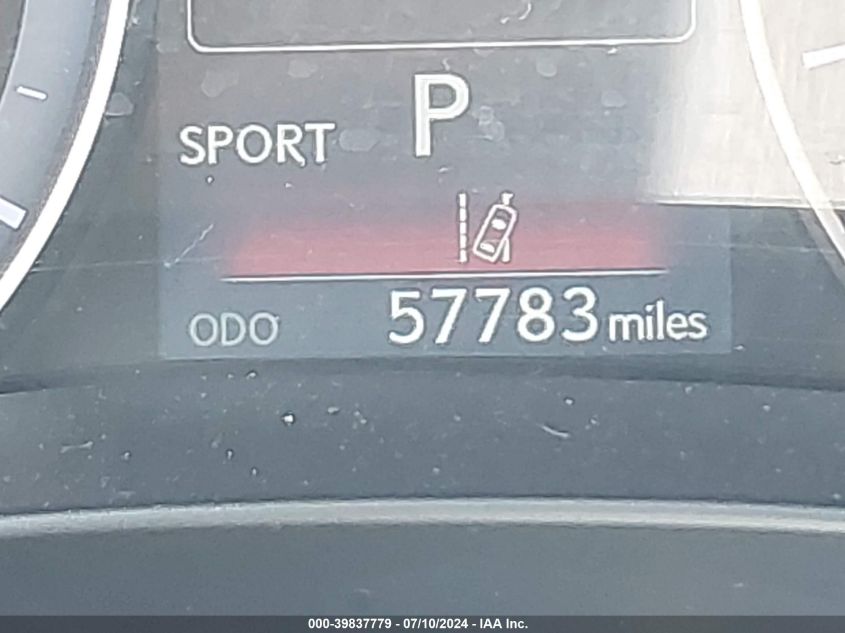 P
SPORT
ODO 57783 miles
000-39837779 - 07/10/2024 - IAA Inc.